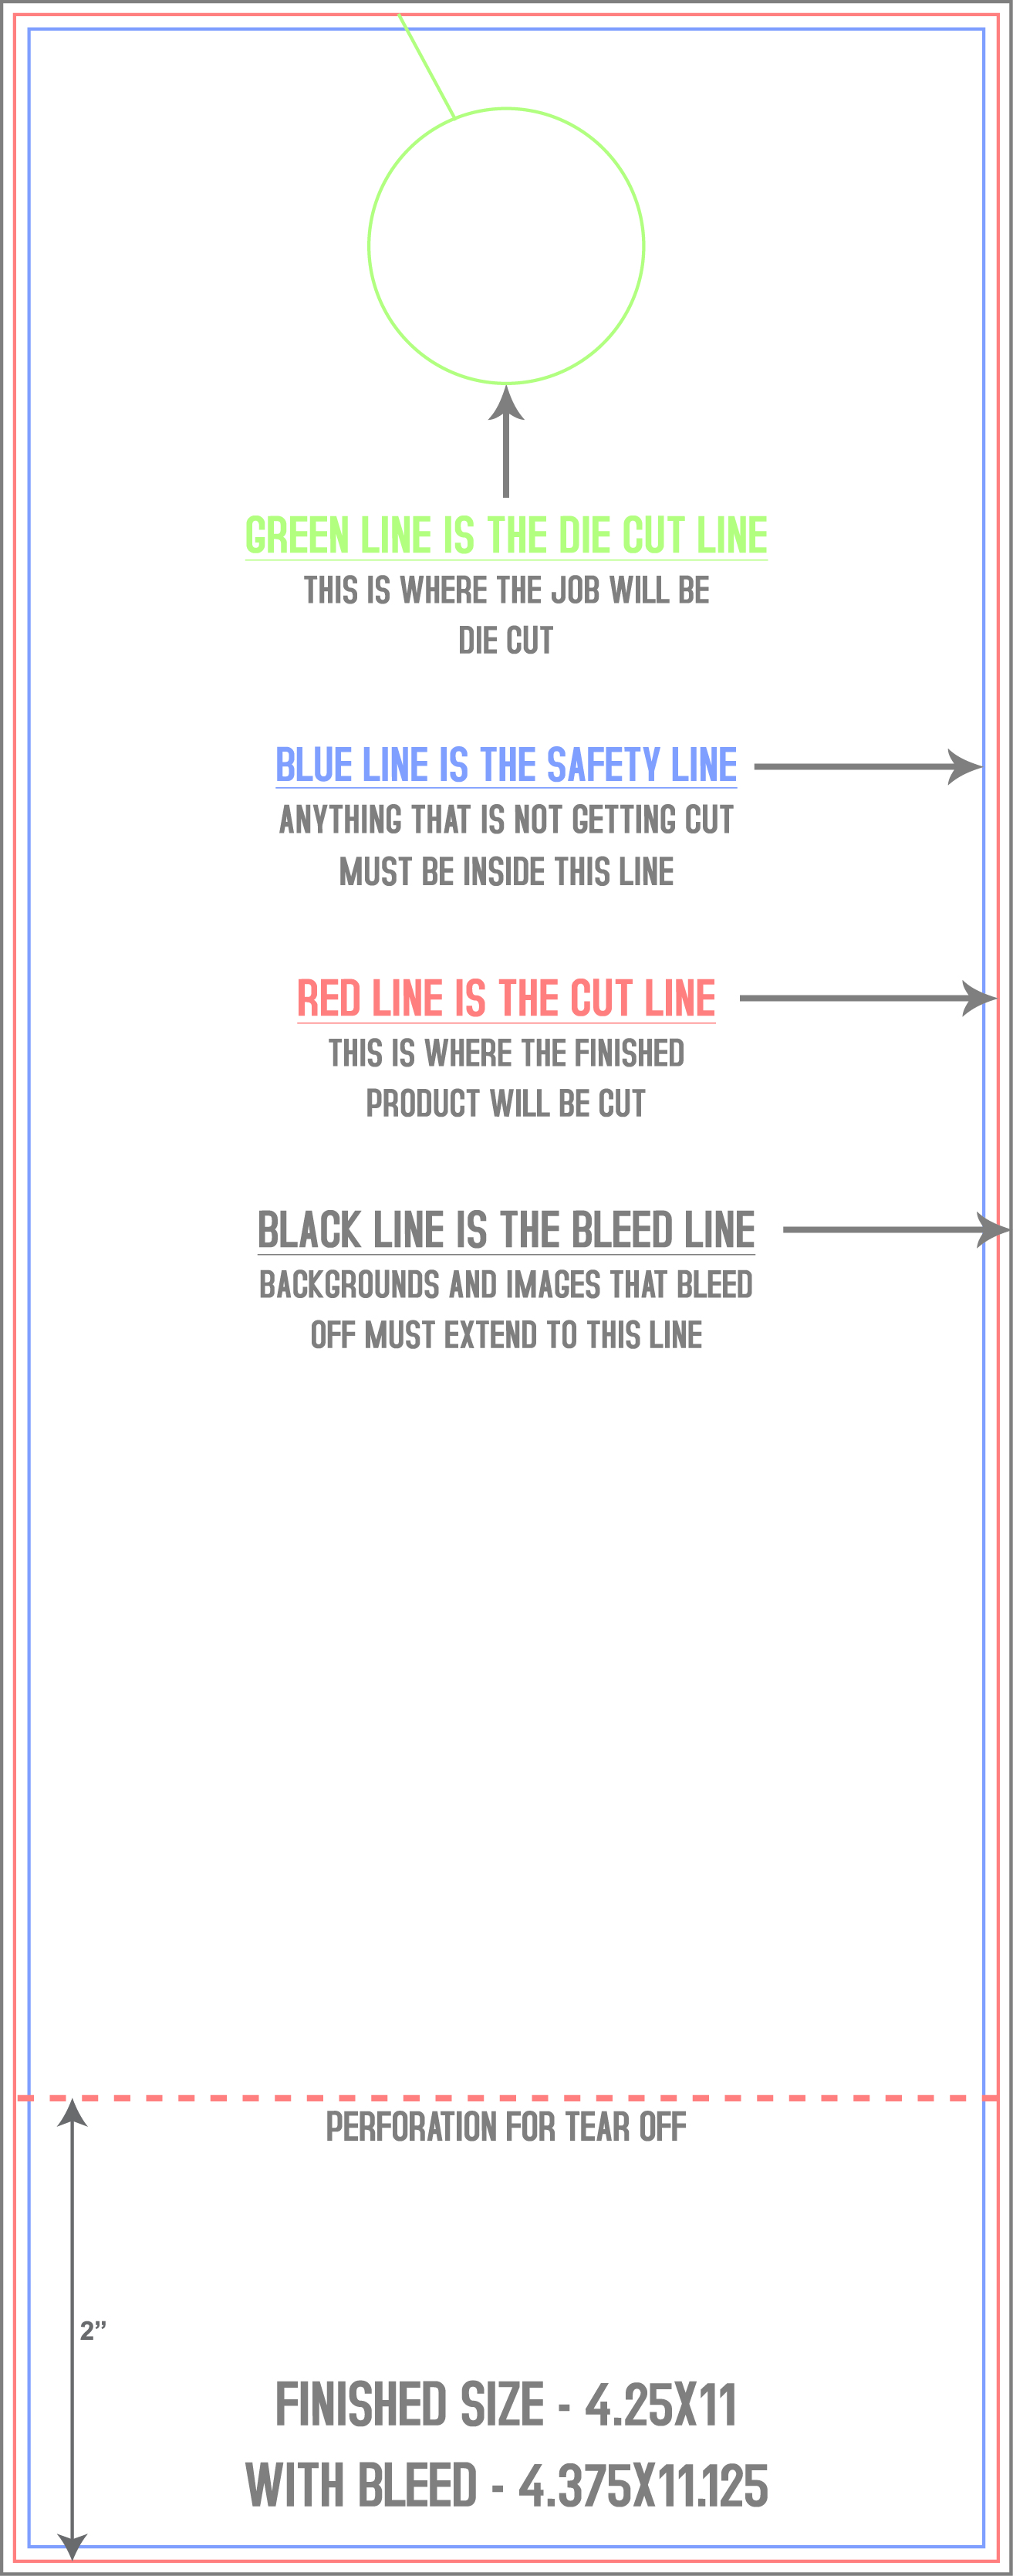 GREEN LINE IS THE DIE CUT LINE
THIS IS WHERE THE JOB WILL BE
DIE CUT
BLUE LINE IS THE SAFETY LINE
ANYTHING THAT IS NOT GETTING CUT
MUST BE INSIDE THIS LINE
RED LINE IS THE CUT LINE
THIS IS WHERE THE FINISHED
PRODUCT WILL BE CUT
BLACK LINE IS THE BLEED LINE
BACKGROUNDS AND IMAGES THAT BLEED
OFF MUST EXTEND TO THIS LINE
PERFORATION FOR TEAR OFF
2”
FINISHED SIZE - 4.25X11
WITH BLEED - 4.375X11.125